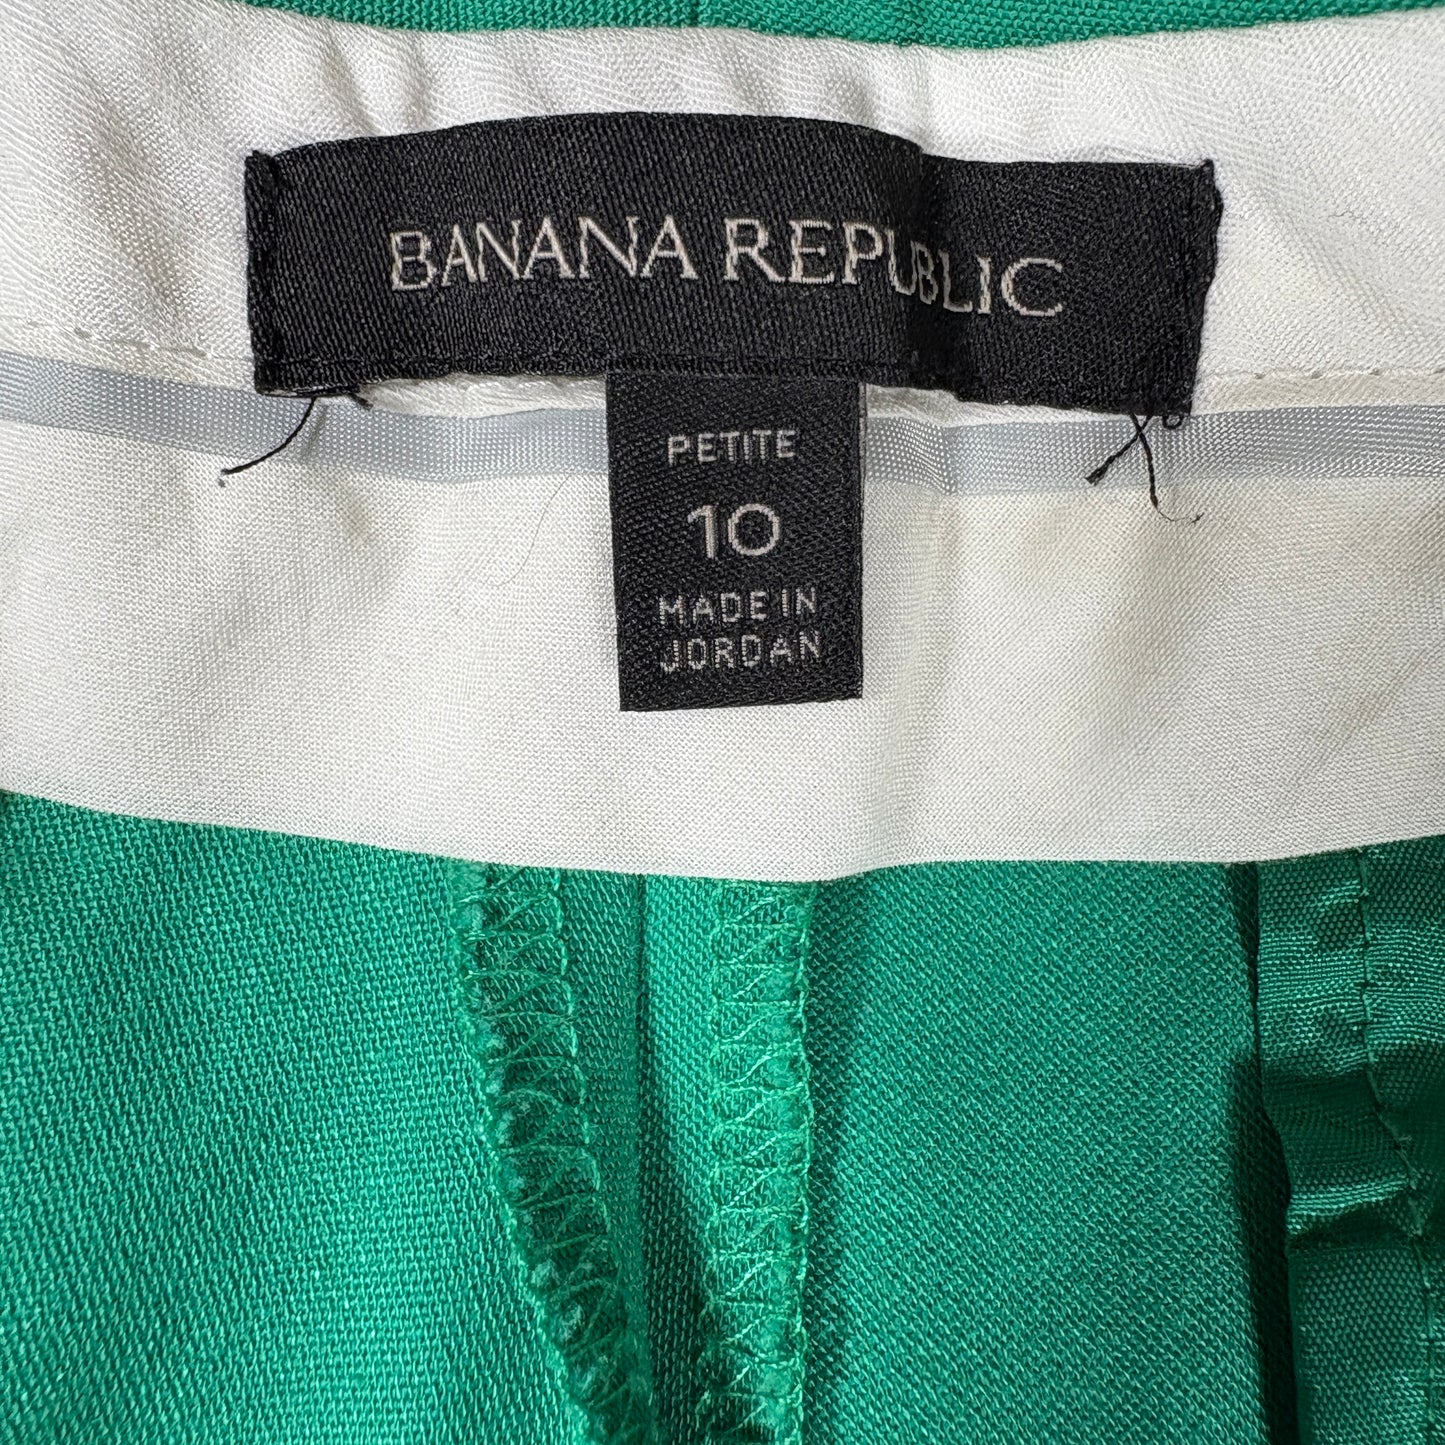 BANANA REPUBLIC
PETITE
10
MADE IN
JORDAN